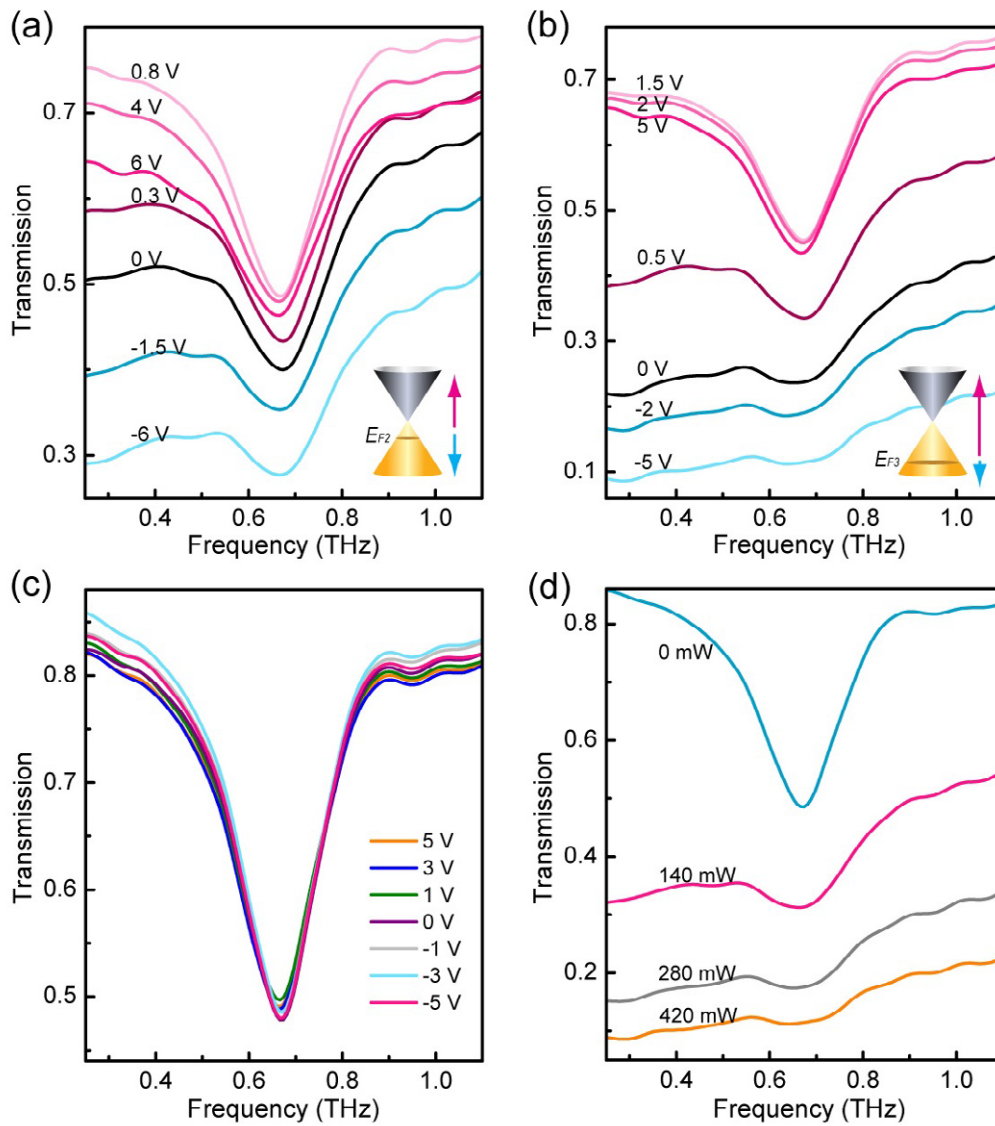 (a)
0.8 V
4 V
6 V
0.3 V
0 V
-1.5 V
-6 V
E_F2
0.7
0.5
0.3
Transmission
0.4 0.6 0.8 1.0
Frequency (THz)
(b)
1.5 V
2 V
5 V
0.5 V
0 V
-2 V
-5 V
E_F3
0.7
0.5
0.3
0.1
Transmission
0.4 0.6 0.8 1.0
Frequency (THz)
(c)
5 V
3 V
1 V
0 V
-1 V
-3 V
-5 V
0.8
0.7
0.6
0.5
Transmission
0.4 0.6 0.8 1.0
Frequency (THz)
(d)
0 mW
140 mW
280 mW
420 mW
0.8
0.6
0.4
0.2
Transmission
0.4 0.6 0.8 1.0
Frequency (THz)